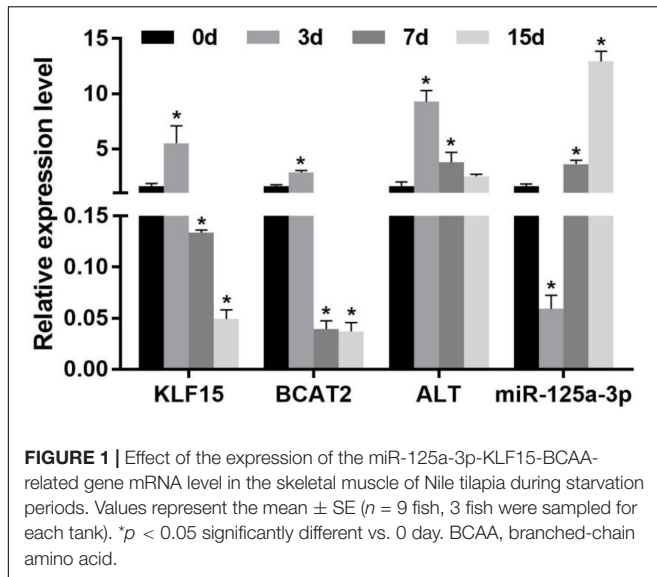 0d 3d 7d 15d
Relative expression level
15
10
5
0.15
0.10
0.05
0.00
* * * *
* * * * * * *
KLF15 BCAT2 ALT miR-125a-3p
FIGURE 1 | Effect of the expression of the miR-125a-3p-KLF15-BCAA-
related gene mRNA level in the skeletal muscle of Nile tilapia during starvation
periods. Values represent the mean ± SE (n = 9 fish, 3 fish were sampled for
each tank). *p < 0.05 significantly different vs. 0 day. BCAA, branched-chain
amino acid.